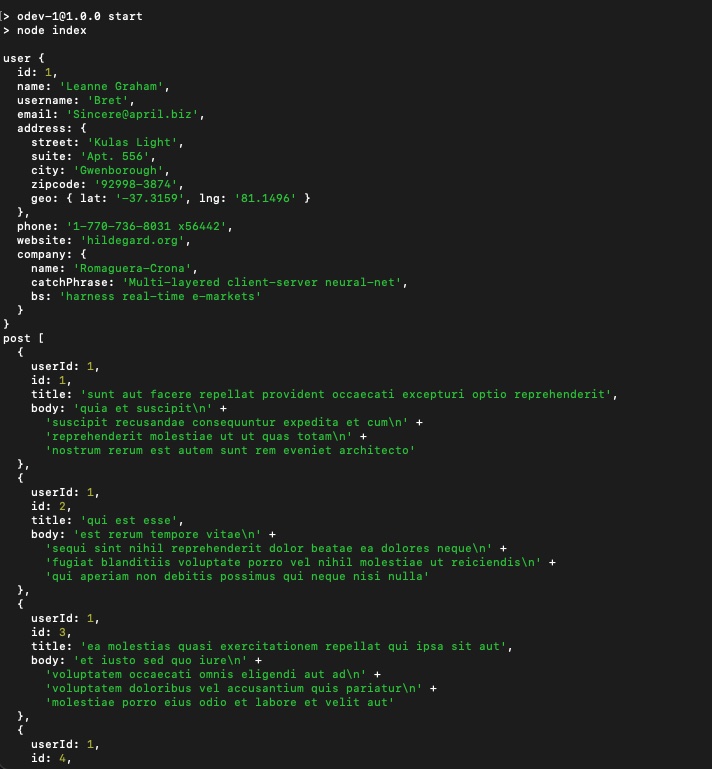 > odev-1@1.0.0 start
> node index
user {
id: 1,
name: 'Leanne Graham',
username: 'Bret',
email: 'Sincere@april.biz',
address: {
street: 'Kulas Light',
suite: 'Apt. 556',
city: 'Gwenborough',
zipcode: '92998-3874',
geo: { lat: '-37.3159', lng: '81.1496' }
},
phone: '1-770-736-8031 x56442',
website: 'hildegard.org',
company: {
name: 'Romaguera-Crona',
catchPhrase: 'Multi-layered client-server neural-net',
bs: 'harness real-time e-markets'
}
}
post [
{
userId: 1,
id: 1,
title: 'sunt aut facere repellat provident occaecati excepturi optio reprehenderit',
body: 'quia et suscipit\n' +
'suscipit recusandae consequuntur expedita et cum\n' +
'reprehenderit molestiae ut ut quas totam\n' +
'nostrum rerum est autem sunt rem eveniet architecto'
},
{
userId: 1,
id: 2,
title: 'qui est esse',
body: 'est rerum tempore vitae\n' +
'sequi sint nihil reprehenderit dolor beatae ea dolores neque\n' +
'fugiat blanditiis voluptate porro vel nihil molestiae ut reiciendis\n' +
'qui aperiam non debitis possimus qui neque nisi nulla'
},
{
userId: 1,
id: 3,
title: 'ea molestias quasi exercitationem repellat qui ipsa sit aut',
body: 'et iusto sed quo iure\n' +
'voluptatem occaecati omnis eligendi aut ad\n' +
'voluptatem doloribus vel accusantium quis pariatur\n' +
'molestiae porro eius odio et labore et velit aut'
},
{
userId: 1,
id: 4,